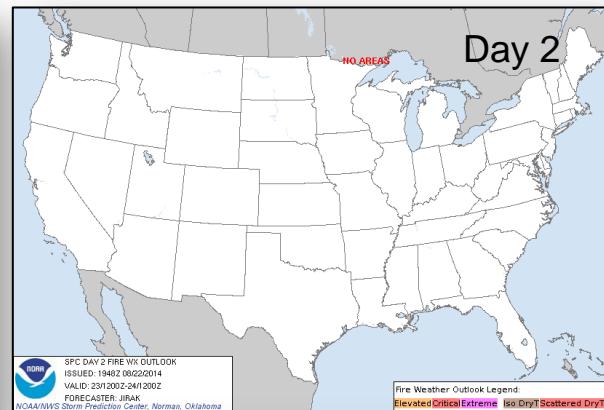 Day 2
NO AREAS
NOAA
SPC DAY 2 FIRE WX OUTLOOK
ISSUED: 1948Z 08/22/2014
VALID: 23/1200Z-24/1200Z
FORECASTER: JIRAK
NOAA/NWS Storm Prediction Center, Norman, Oklahoma
Fire Weather Outlook Legend:
Elevated Critical Extreme Iso DryT Scattered DryT